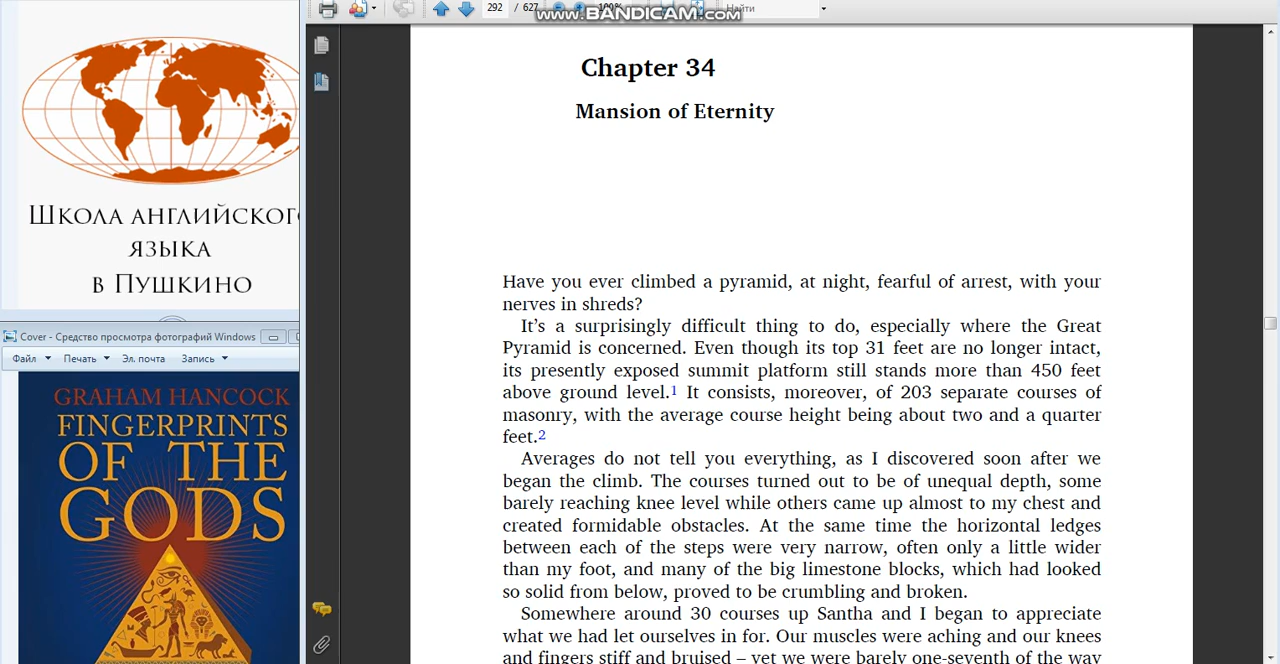 292 / 627
www.BANDICAM.com
Найти
Школа английского
языка
в Пушкино
Cover - Средство просмотра фотографий Windows
Файл Печать Эл. почта Запись
GRAHAM HANCOCK
FINGERPRINTS
OF THE
GODS
Chapter 34
Mansion of Eternity
Have you ever climbed a pyramid, at night, fearful of arrest, with your
nerves in shreds?
It’s a surprisingly difficult thing to do, especially where the Great
Pyramid is concerned. Even though its top 31 feet are no longer intact,
its presently exposed summit platform still stands more than 450 feet
above ground level.1 It consists, moreover, of 203 separate courses of
masonry, with the average course height being about two and a quarter
feet.2
Averages do not tell you everything, as I discovered soon after we
began the climb. The courses turned out to be of unequal depth, some
barely reaching knee level while others came up almost to my chest and
created formidable obstacles. At the same time the horizontal ledges
between each of the steps were very narrow, often only a little wider
than my foot, and many of the big limestone blocks, which had looked
so solid from below, proved to be crumbling and broken.
Somewhere around 30 courses up Santha and I began to appreciate
what we had let ourselves in for. Our muscles were aching and our knees
and fingers stiff and bruised – yet we were barely one-seventh of the way